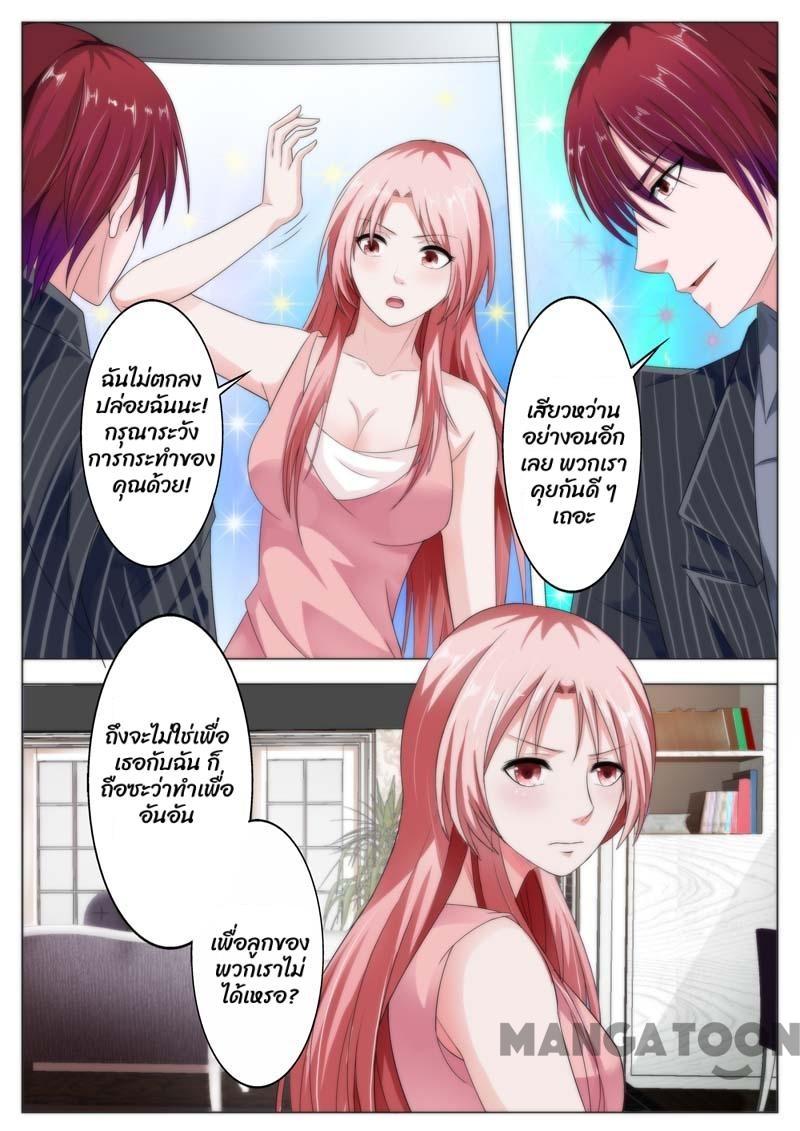 ฉันไม่ตกลง
ปล่อยฉันนะ!
กรุณาระวัง
การกระทำของ
คุณด้วย!
เสียวหว่าน
อย่างอนอีก
เลย พวกเรา
คุยกันดี ๆ
เถอะ
ถึงจะไม่ใช่เพื่อ
เธอกับฉัน ก็
ถือซะว่าทำเพื่อ
อันอัน
เพื่อลูกของ
พวกเราไม่
ได้เหรอ?
MANGATOON